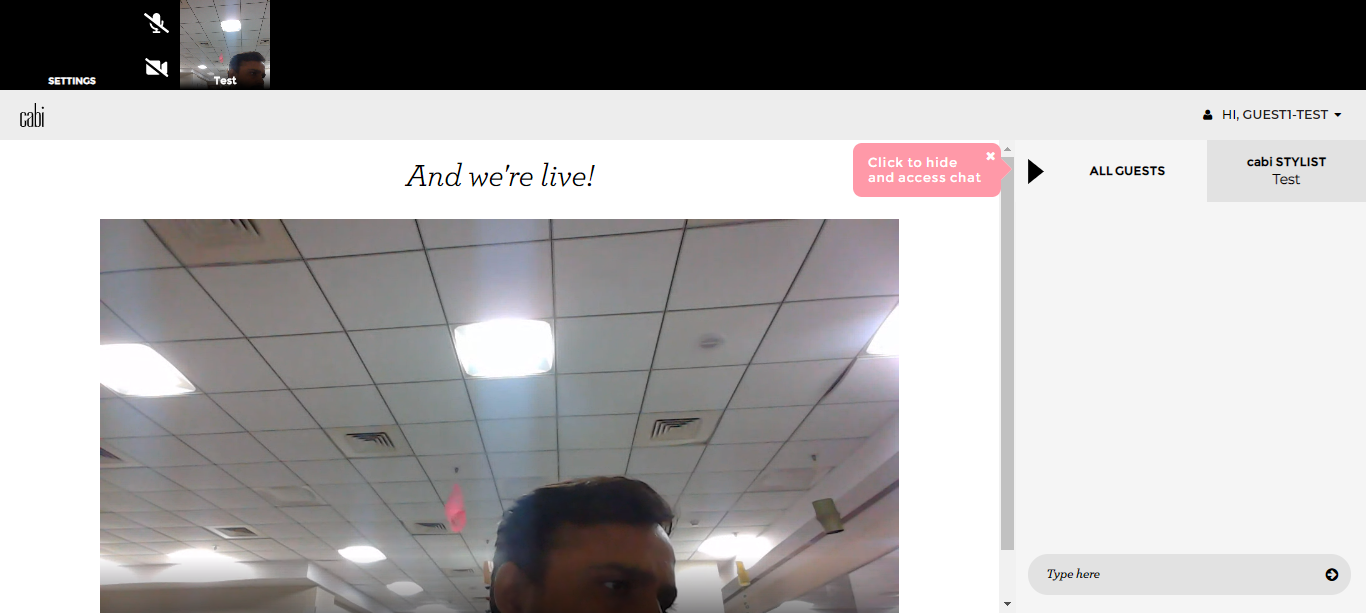 SETTINGS
Test
cabi
HI, GUEST1-TEST
And we're live!
Click to hide
and access chat
ALL GUESTS
cabi STYLIST
Test
Type here